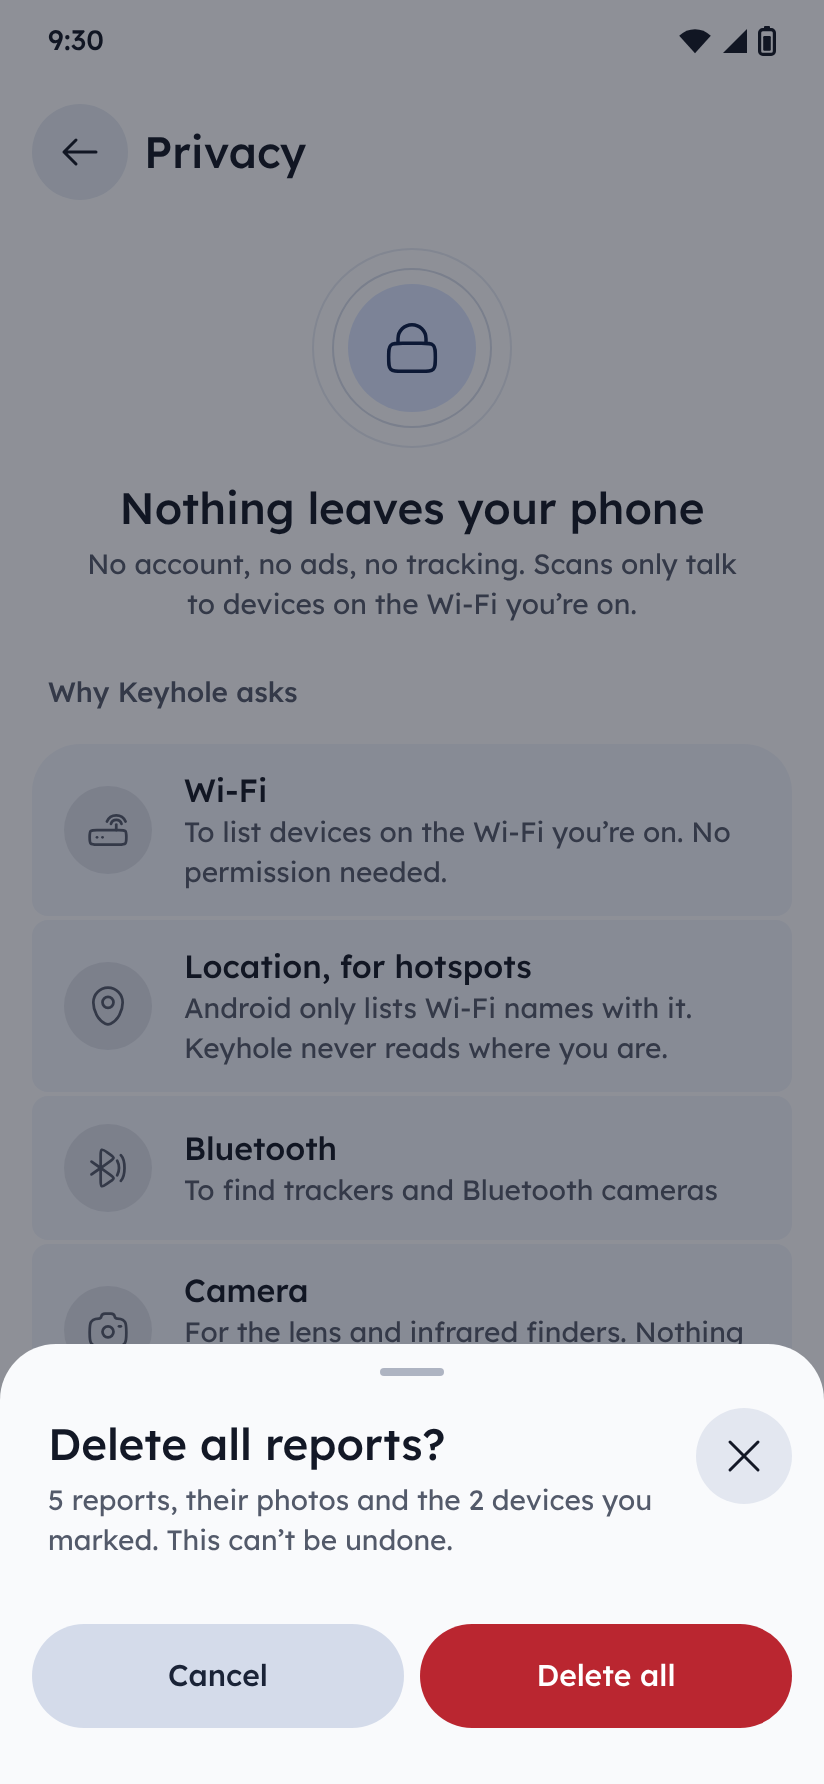 9:30
Privacy
Nothing leaves your phone
No account, no ads, no tracking. Scans only talk
to devices on the Wi-Fi you’re on.
Why Keyhole asks
Wi-Fi
To list devices on the Wi-Fi you’re on. No
permission needed.
Location, for hotspots
Android only lists Wi-Fi names with it.
Keyhole never reads where you are.
Bluetooth
To find trackers and Bluetooth cameras
Camera
For the lens and infrared finders. Nothing
Delete all reports?
5 reports, their photos and the 2 devices you
marked. This can’t be undone.
Cancel
Delete all